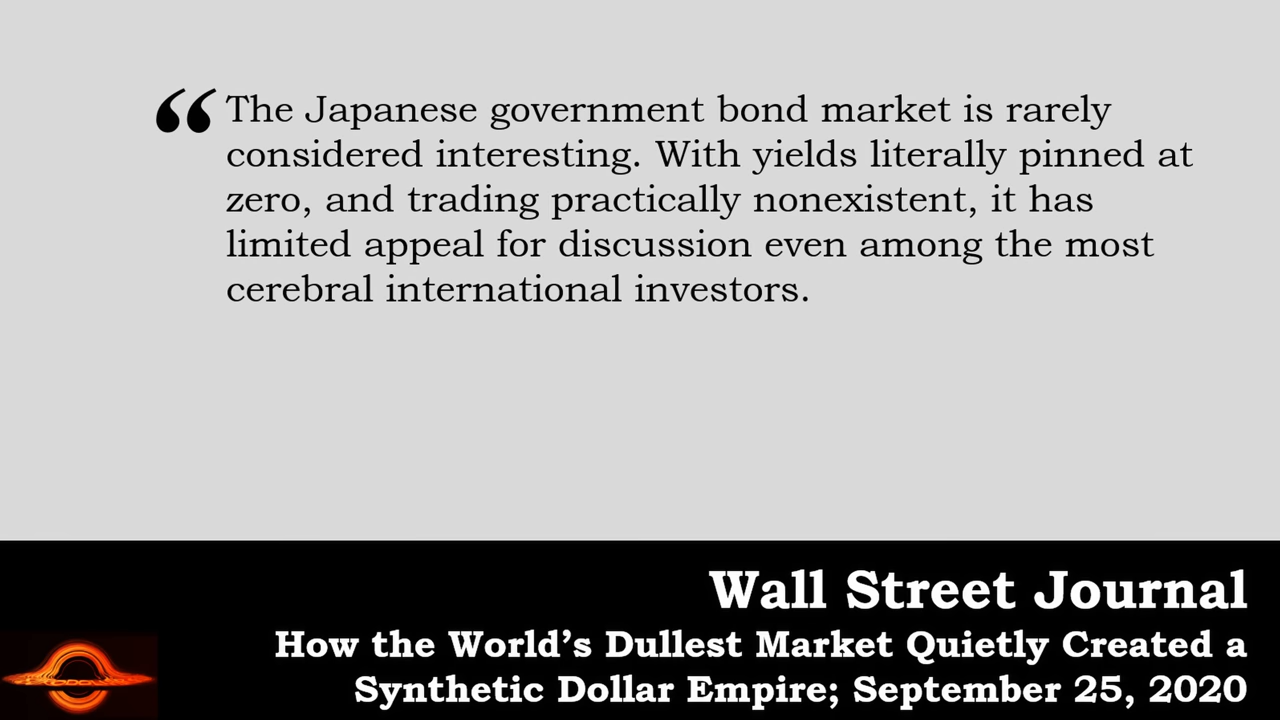 “The Japanese government bond market is rarely
considered interesting. With yields literally pinned at
zero, and trading practically nonexistent, it has
limited appeal for discussion even among the most
cerebral international investors.
Wall Street Journal
How the World’s Dullest Market Quietly Created a
Synthetic Dollar Empire; September 25, 2020